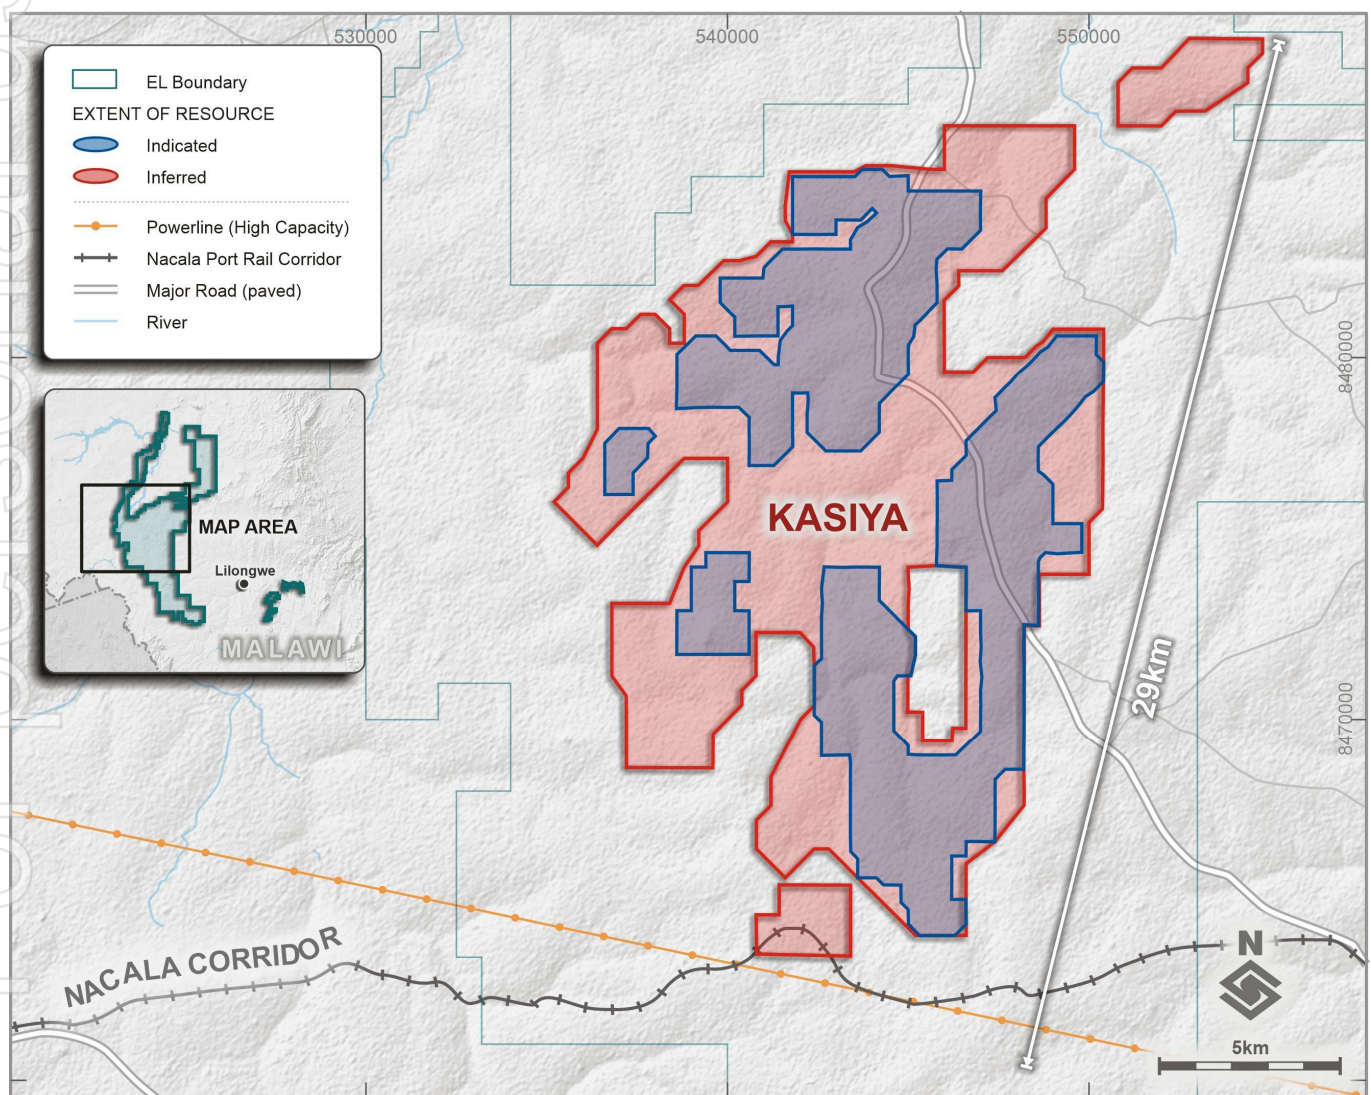 530000
540000
550000
EL Boundary
EXTENT OF RESOURCE
Indicated
Inferred
Powerline (High Capacity)
Nacala Port Rail Corridor
Major Road (paved)
River
8480000
MAP AREA
Lilongwe
MALAWI
KASIYA
29km
8470000
NACALA CORRIDOR
N
5km